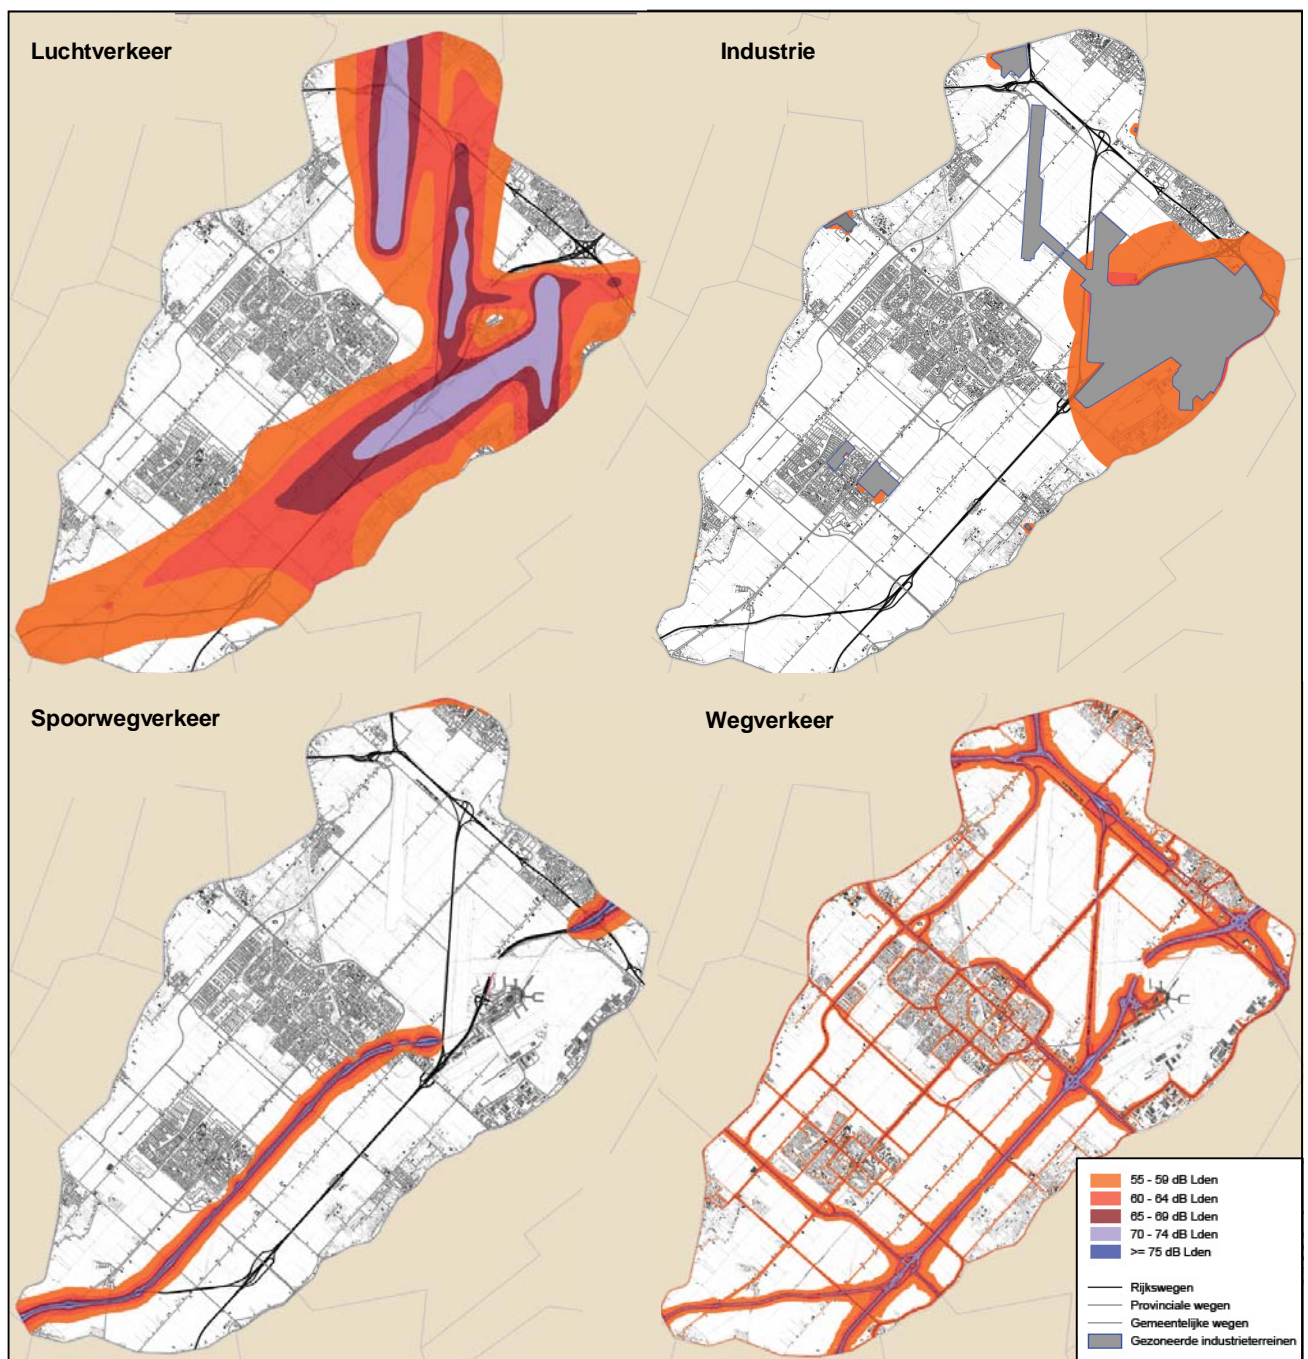 Luchtverkeer
Industrie
Spoorwegverkeer
Wegverkeer
55 - 59 dB Lden
60 - 64 dB Lden
65 - 69 dB Lden
70 - 74 dB Lden
>= 75 dB Lden
Rijkswegen
Provinciale wegen
Gemeentelijke wegen
Gezoneerde industrieterreinen